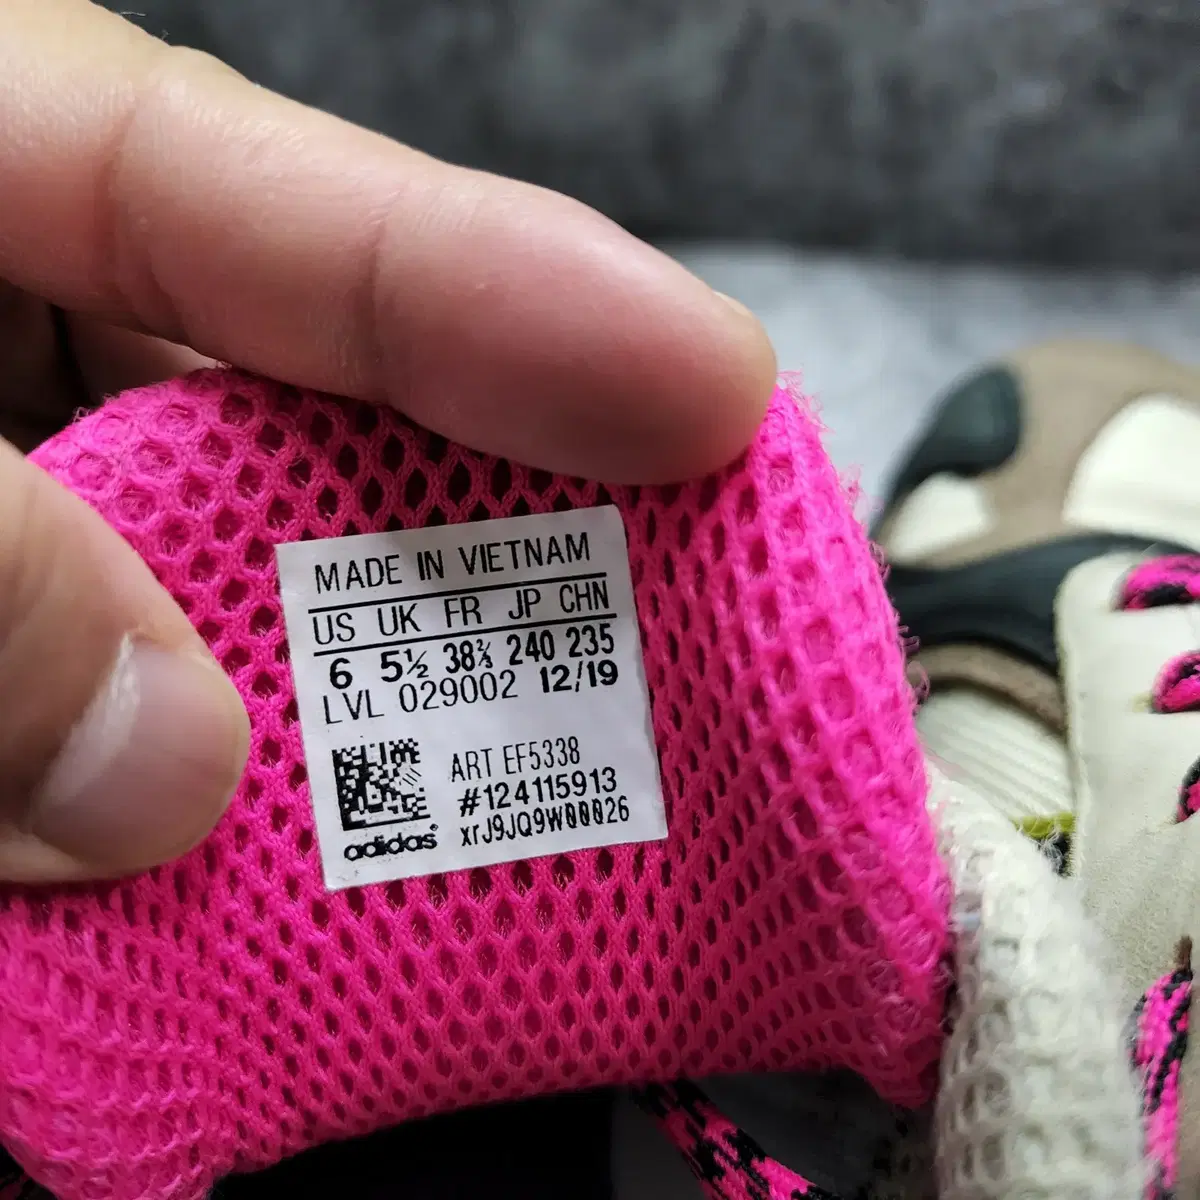 MADE IN VIETNAM
US UK FR JP CHN
6 5½ 38⅔ 240 235
LVL 029002 12/19
ART EF5338
#124115913
xrJ9JQ9W00026
adidas®